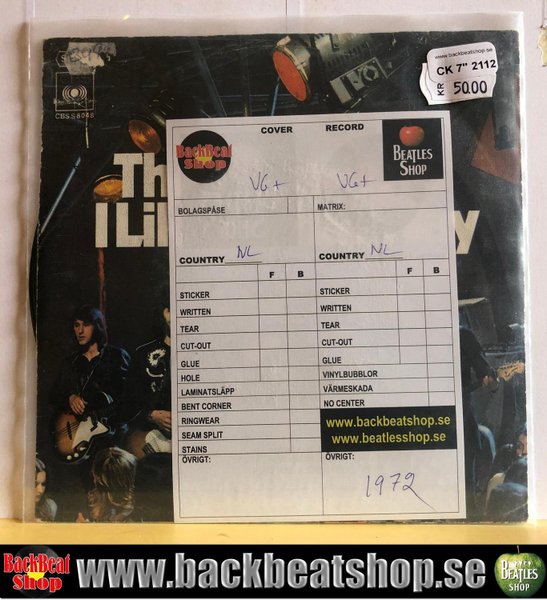 CBS S 8048
www.backbeatshop.se
CK 7" 2112
KR 50.00
Th
I Li
y
COVER RECORD
BackBeat Shop
BEATLES SHOP
VG+ VG+
BOLAGSPÅSE MATRIX:
COUNTRY NL COUNTRY NL
F B F B
STICKER STICKER
WRITTEN WRITTEN
TEAR TEAR
CUT-OUT CUT-OUT
GLUE GLUE
HOLE VINYLBUBBLOR
LAMINATSLÄPP VÄRMESKADA
BENT CORNER NO CENTER
RINGWEAR
SEAM SPLIT
STAINS
www.backbeatshop.se
www.beatlesshop.se
ÖVRIGT: ÖVRIGT:
1972
BackBeat Shop
www.backbeatshop.se
BEATLES SHOP